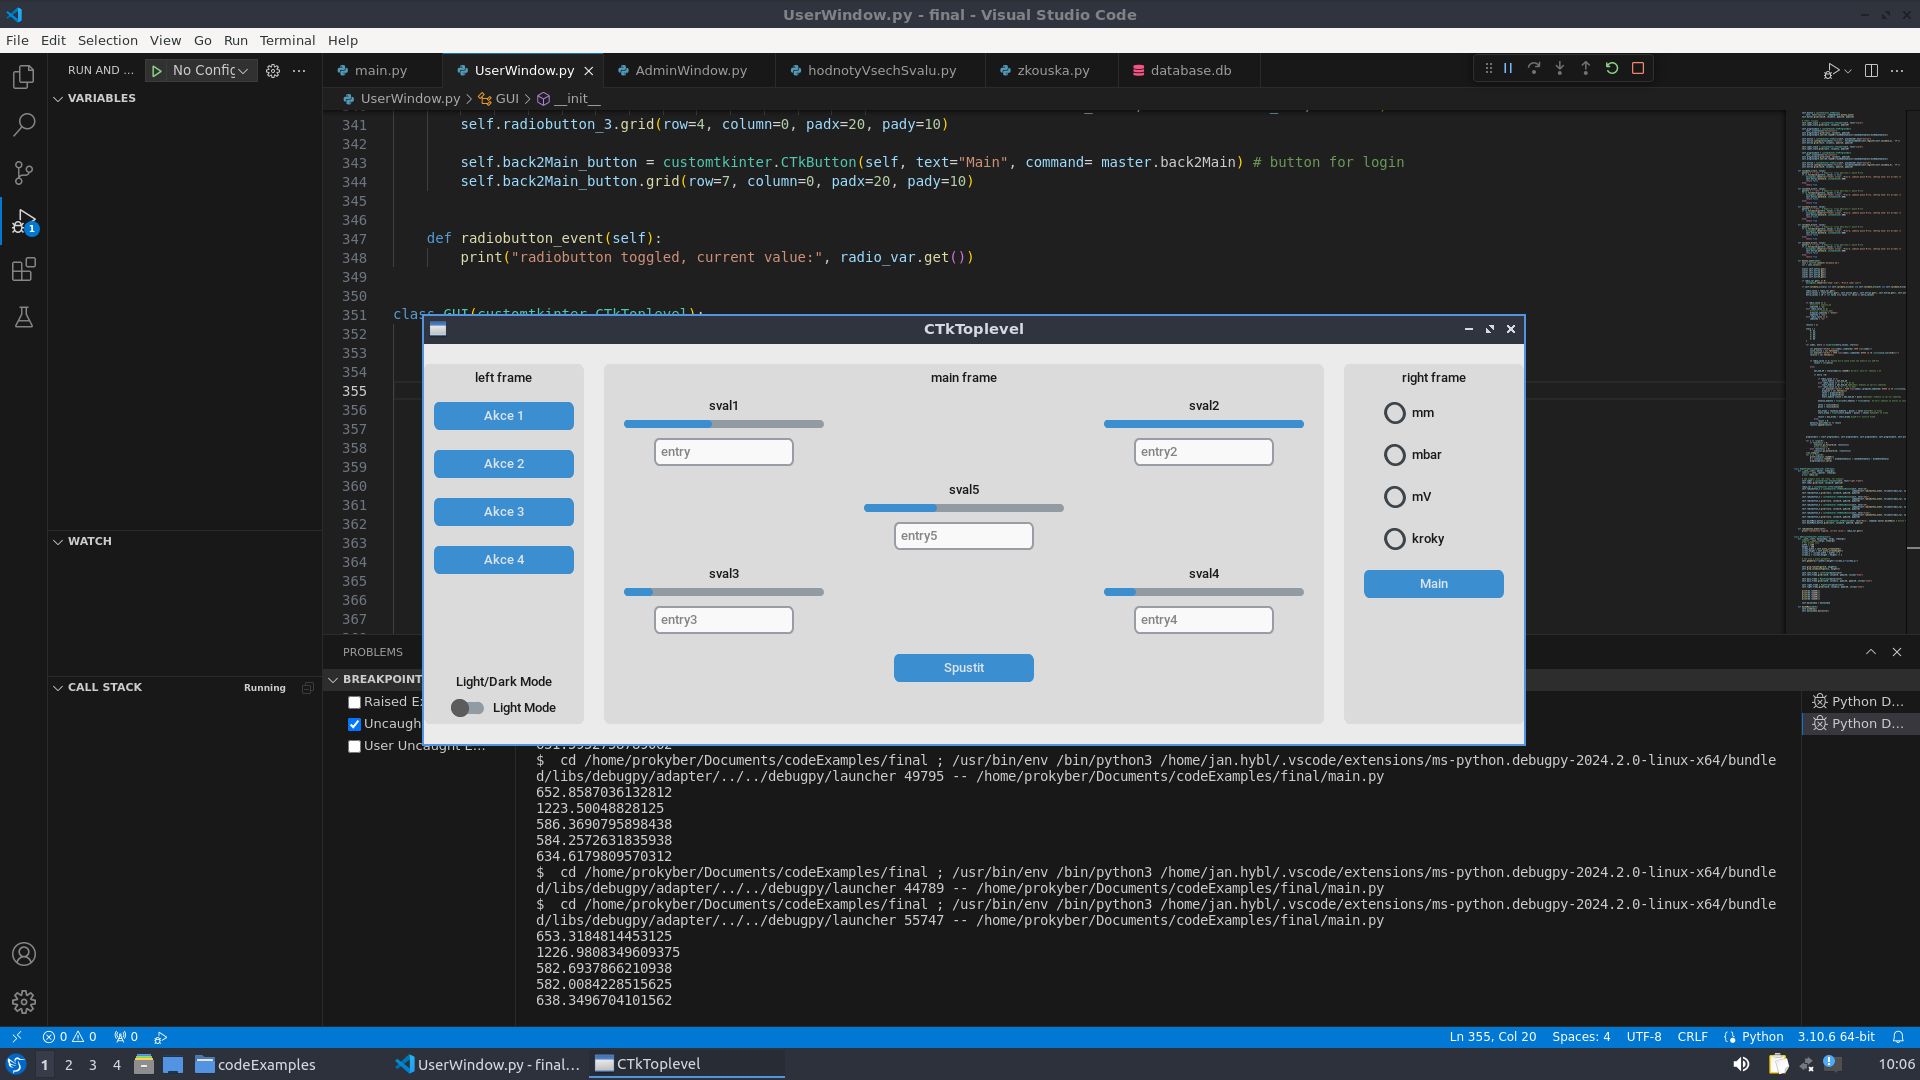 UserWindow.py - final - Visual Studio Code
File Edit Selection View Go Run Terminal Help
RUN AND ... No Config
main.py UserWindow.py AdminWindow.py hodnotyVsechSvalu.py zkouska.py database.db
VARIABLES
UserWindow.py > GUI > __init__
341 self.radiobutton_3.grid(row=4, column=0, padx=20, pady=10)
342
343 self.back2Main_button = customtkinter.CTkButton(self, text="Main", command= master.back2Main) # button for login
344 self.back2Main_button.grid(row=7, column=0, padx=20, pady=10)
345
346
347 def radiobutton_event(self):
348 print("radiobutton toggled, current value:", radio_var.get())
349
350
351 class GUI(customtkinter.CTkToplevel):
352
353
354
355
356
357
358
359
360
361
362
363
364
365
366
367
CTkToplevel
left frame
Akce 1
Akce 2
Akce 3
Akce 4
Light/Dark Mode
Light Mode
main frame
sval1
entry
sval2
entry2
sval5
entry5
sval3
entry3
sval4
entry4
Spustit
right frame
mm
mbar
mV
kroky
Main
WATCH
CALL STACK Running
PROBLEMS
BREAKPOINT
Raised E
Uncaugh
User Uncaught E...
Python D...
Python D...
$ cd /home/prokyber/Documents/codeExamples/final ; /usr/bin/env /bin/python3 /home/jan.hybl/.vscode/extensions/ms-python.debugpy-2024.2.0-linux-x64/bundle
d/libs/debugpy/adapter/../../debugpy/launcher 49795 -- /home/prokyber/Documents/codeExamples/final/main.py
652.8587036132812
1223.50048828125
586.3690795898438
584.2572631835938
634.6179809570312
$ cd /home/prokyber/Documents/codeExamples/final ; /usr/bin/env /bin/python3 /home/jan.hybl/.vscode/extensions/ms-python.debugpy-2024.2.0-linux-x64/bundle
d/libs/debugpy/adapter/../../debugpy/launcher 44789 -- /home/prokyber/Documents/codeExamples/final/main.py
$ cd /home/prokyber/Documents/codeExamples/final ; /usr/bin/env /bin/python3 /home/jan.hybl/.vscode/extensions/ms-python.debugpy-2024.2.0-linux-x64/bundle
d/libs/debugpy/adapter/../../debugpy/launcher 55747 -- /home/prokyber/Documents/codeExamples/final/main.py
653.3184814453125
1226.9808349609375
582.6937866210938
582.0084228515625
638.3496704101562
0 0 0 Ln 355, Col 20 Spaces: 4 UTF-8 CRLF Python 3.10.6 64-bit
1 2 3 4 codeExamples UserWindow.py - final... CTkToplevel 10:06